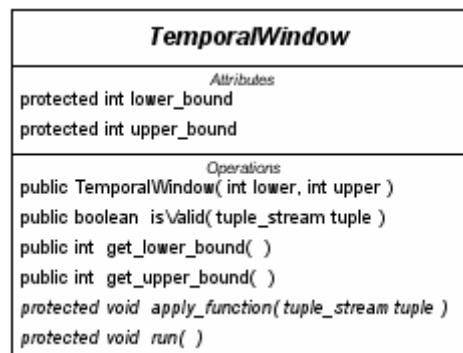 TemporalWindow
Attributes
protected int lower_bound
protected int upper_bound
Operations
public TemporalWindow( int lower, int upper )
public boolean isValid( tuple_stream tuple )
public int get_lower_bound( )
public int get_upper_bound( )
protected void apply_function( tuple_stream tuple )
protected void run( )